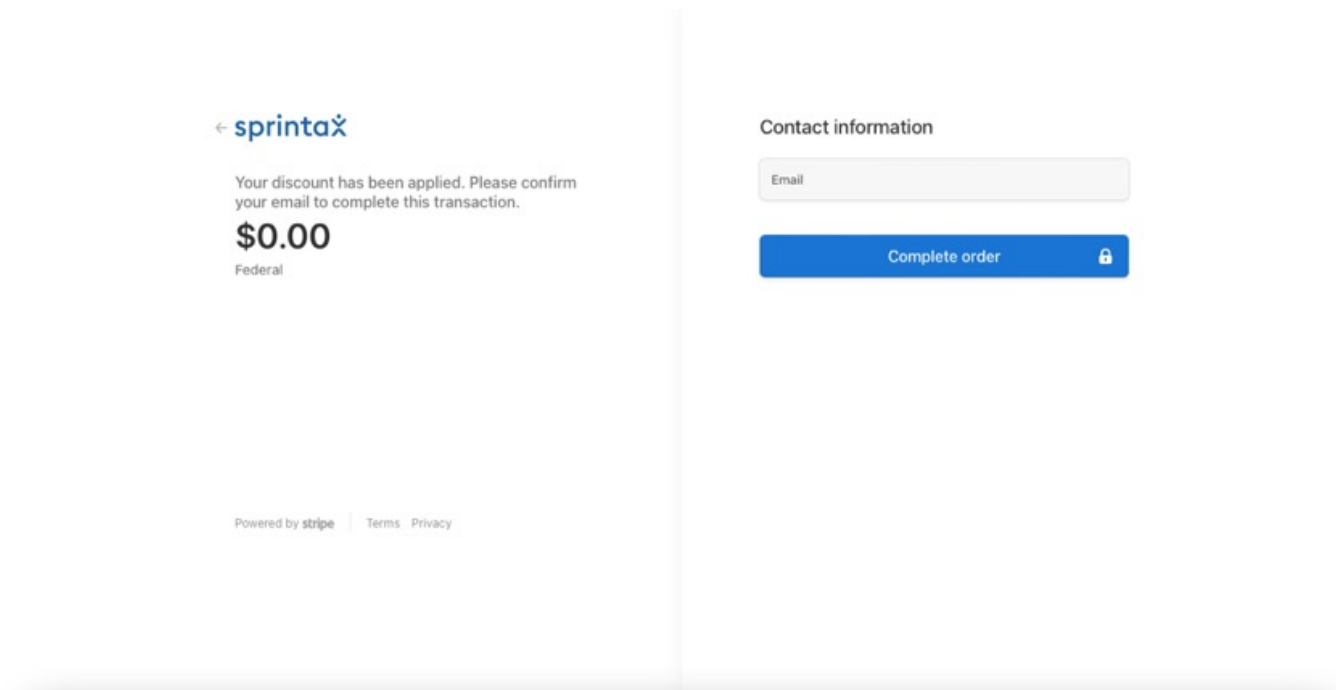 sprintax
Your discount has been applied. Please confirm
your email to complete this transaction.
$0.00
Federal
Powered by stripe
Terms Privacy
Contact information
Email
Complete order